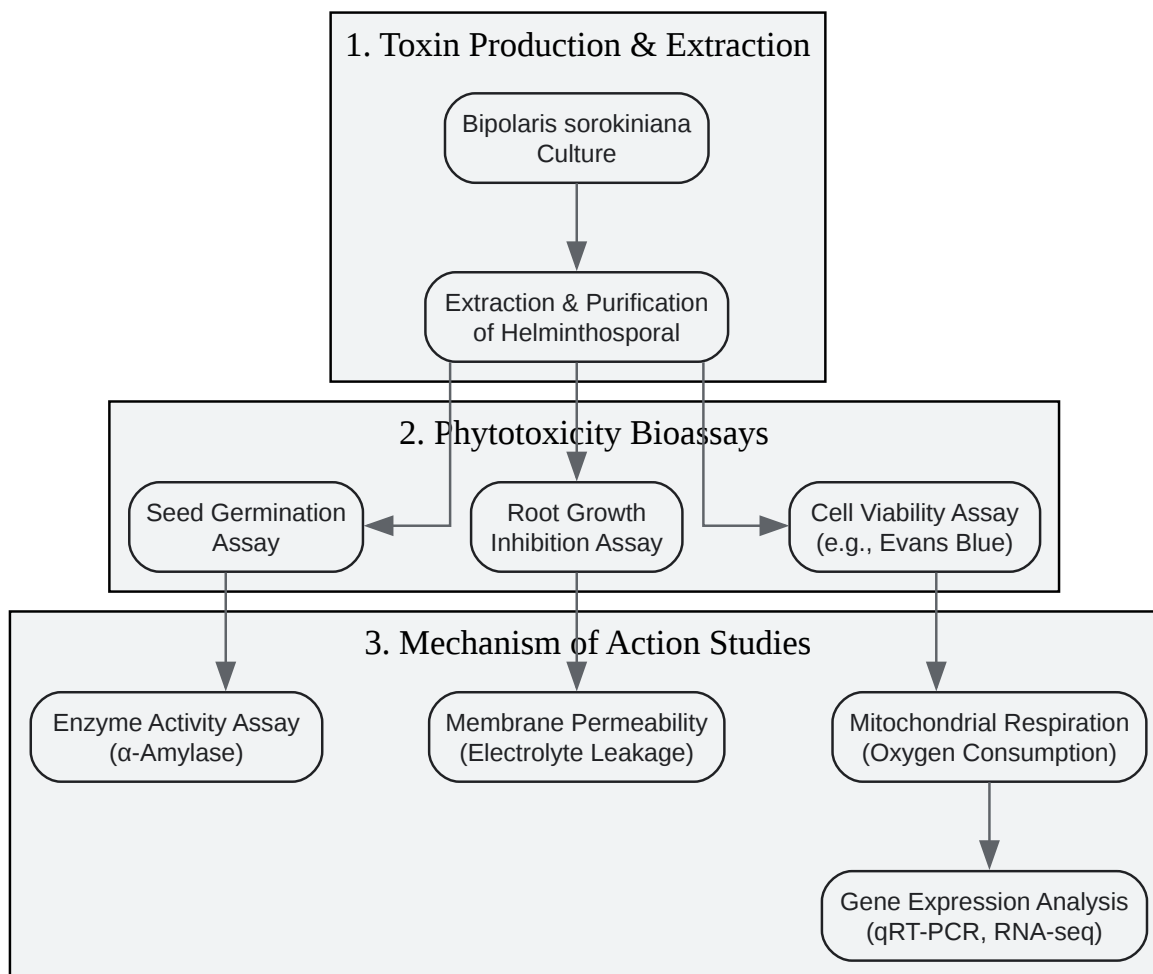 1. Toxin Production & Extraction
Bipolaris sorokiniana
Culture
Extraction & Purification
of Helminthosporal
2. Phytotoxicity Bioassays
Seed Germination
Assay
Root Growth
Inhibition Assay
Cell Viability Assay
(e.g., Evans Blue)
3. Mechanism of Action Studies
Enzyme Activity Assay
(α-Amylase)
Membrane Permeability
(Electrolyte Leakage)
Mitochondrial Respiration
(Oxygen Consumption)
Gene Expression Analysis
(qRT-PCR, RNA-seq)